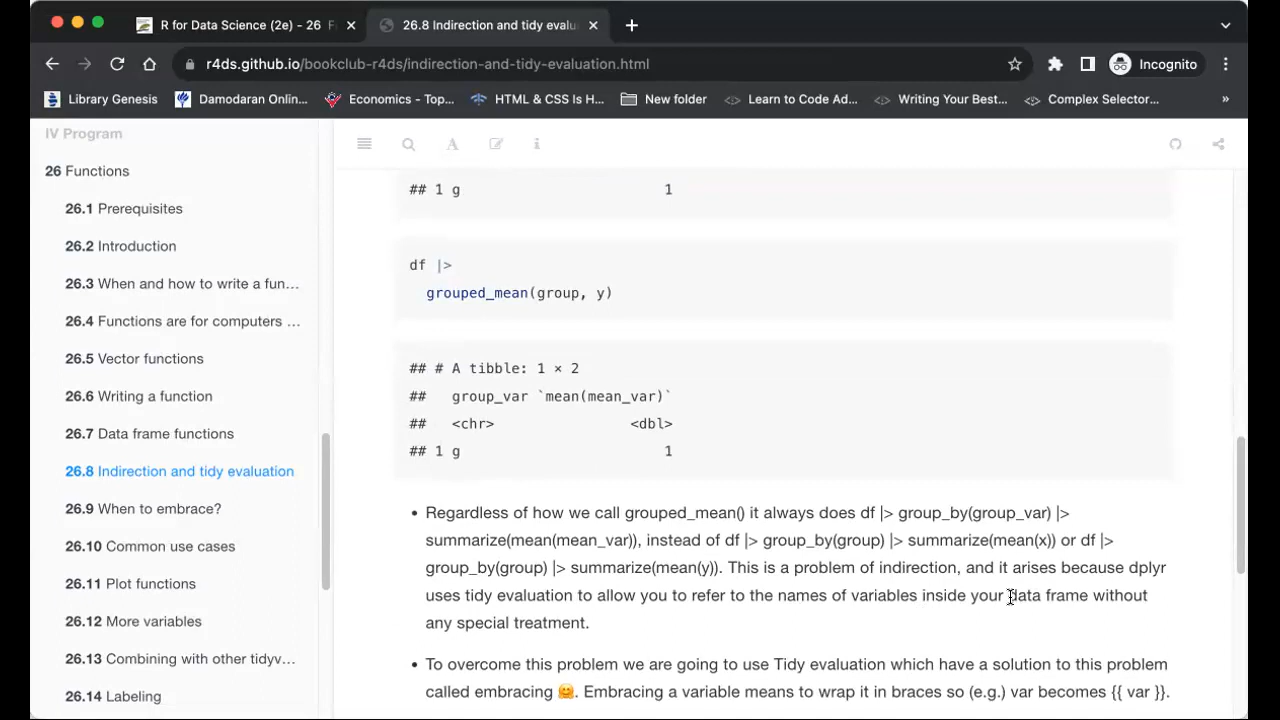 R for Data Science (2e) - 26 F
26.8 Indirection and tidy evalu
r4ds.github.io/bookclub-r4ds/indirection-and-tidy-evaluation.html
Incognito
Library Genesis
Damodaran Onlin...
Economics - Top...
HTML & CSS Is H...
New folder
Learn to Code Ad...
Writing Your Best...
Complex Selector...
»
IV Program
26 Functions
26.1 Prerequisites
26.2 Introduction
26.3 When and how to write a fun...
26.4 Functions are for computers ...
26.5 Vector functions
26.6 Writing a function
26.7 Data frame functions
26.8 Indirection and tidy evaluation
26.9 When to embrace?
26.10 Common use cases
26.11 Plot functions
26.12 More variables
26.13 Combining with other tidyv...
26.14 Labeling
## 1 g 1
df |>
grouped_mean(group, y)
## # A tibble: 1 × 2
## group_var `mean(mean_var)`
## <chr> <dbl>
## 1 g 1
• Regardless of how we call grouped_mean() it always does df |> group_by(group_var) |>
summarize(mean(mean_var)), instead of df |> group_by(group) |> summarize(mean(x)) or df |>
group_by(group) |> summarize(mean(y)). This is a problem of indirection, and it arises because dplyr
uses tidy evaluation to allow you to refer to the names of variables inside your data frame without
any special treatment.
• To overcome this problem we are going to use Tidy evaluation which have a solution to this problem
called embracing 🤗. Embracing a variable means to wrap it in braces so (e.g.) var becomes {{ var }}.